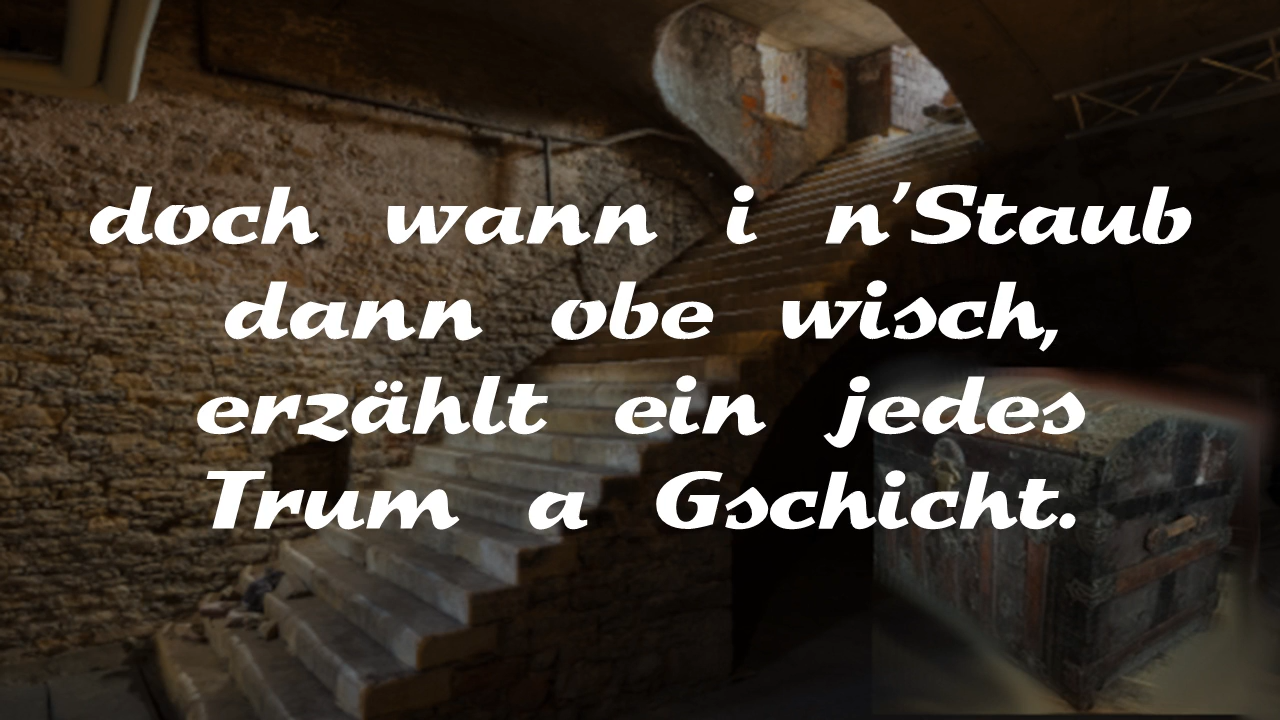 doch wann i n'Staub
dann obe wisch,
erzählt ein jedes
Trum a Gschicht.